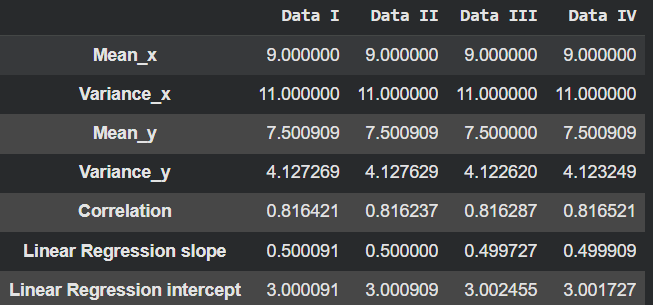 Data I Data II Data III Data IV
Mean_x 9.000000 9.000000 9.000000 9.000000
Variance_x 11.000000 11.000000 11.000000 11.000000
Mean_y 7.500909 7.500909 7.500000 7.500909
Variance_y 4.127269 4.127629 4.122620 4.123249
Correlation 0.816421 0.816237 0.816287 0.816521
Linear Regression slope 0.500091 0.500000 0.499727 0.499909
Linear Regression intercept 3.000091 3.000909 3.002455 3.001727